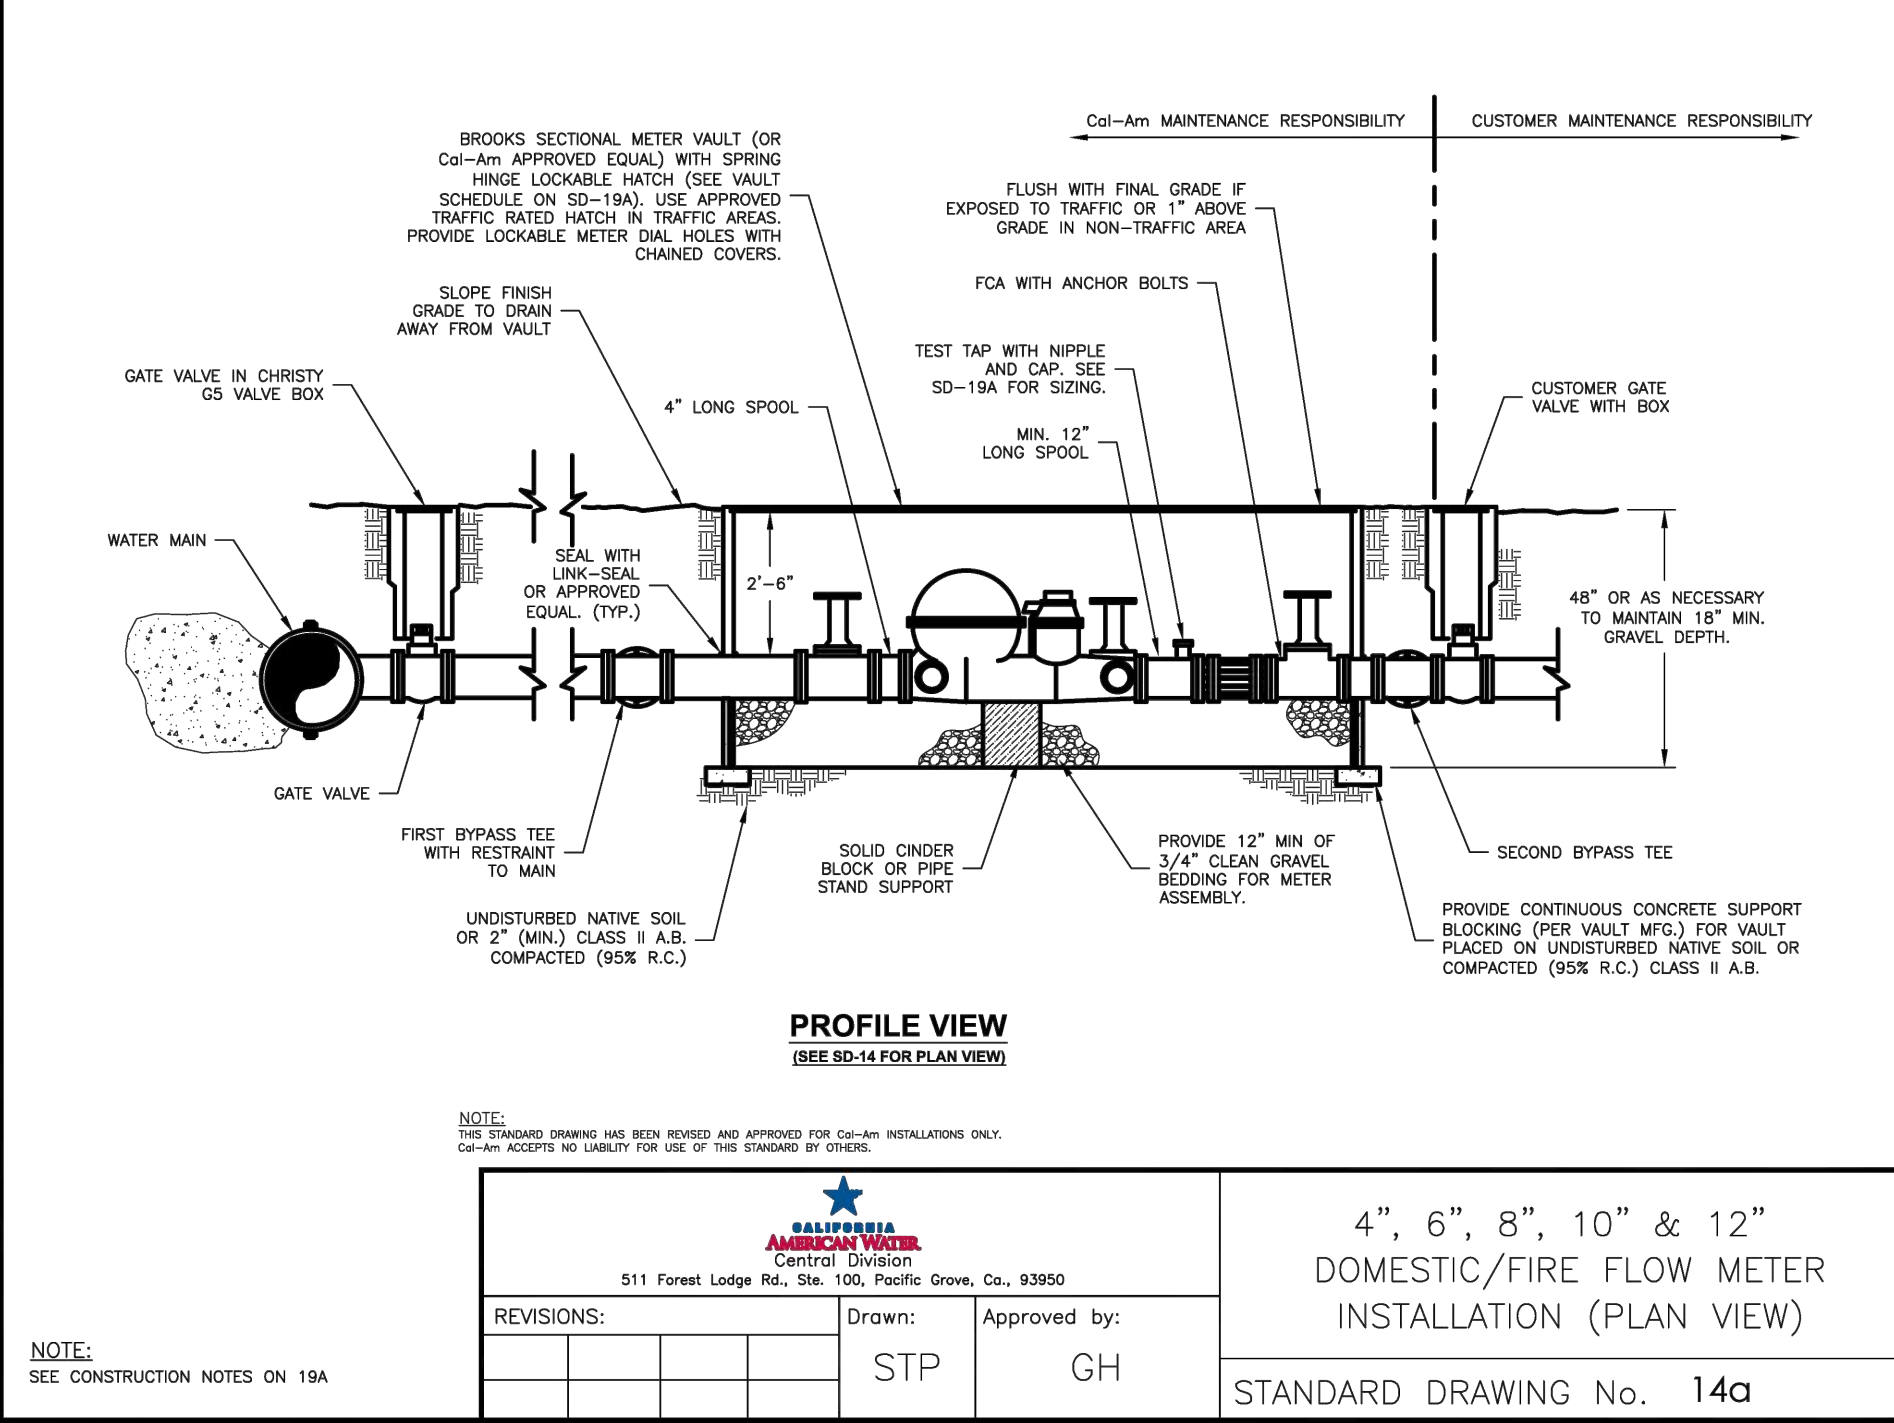 Cal-Am MAINTENANCE RESPONSIBILITY
CUSTOMER MAINTENANCE RESPONSIBILITY
BROOKS SECTIONAL METER VAULT (OR
Cal-Am APPROVED EQUAL) WITH SPRING
HINGE LOCKABLE HATCH (SEE VAULT
SCHEDULE ON SD-19A). USE APPROVED
TRAFFIC RATED HATCH IN TRAFFIC AREAS.
PROVIDE LOCKABLE METER DIAL HOLES WITH
CHAINED COVERS.
FLUSH WITH FINAL GRADE IF
EXPOSED TO TRAFFIC OR 1" ABOVE
GRADE IN NON-TRAFFIC AREA
FCA WITH ANCHOR BOLTS
SLOPE FINISH
GRADE TO DRAIN
AWAY FROM VAULT
TEST TAP WITH NIPPLE
AND CAP. SEE
SD-19A FOR SIZING.
GATE VALVE IN CHRISTY
G5 VALVE BOX
4" LONG SPOOL
CUSTOMER GATE
VALVE WITH BOX
MIN. 12"
LONG SPOOL
WATER MAIN
SEAL WITH
LINK-SEAL
OR APPROVED
EQUAL. (TYP.)
2'-6"
48" OR AS NECESSARY
TO MAINTAIN 18" MIN.
GRAVEL DEPTH.
GATE VALVE
FIRST BYPASS TEE
WITH RESTRAINT
TO MAIN
SOLID CINDER
BLOCK OR PIPE
STAND SUPPORT
PROVIDE 12" MIN OF
3/4" CLEAN GRAVEL
BEDDING FOR METER
ASSEMBLY.
SECOND BYPASS TEE
UNDISTURBED NATIVE SOIL
OR 2" (MIN.) CLASS II A.B.
COMPACTED (95% R.C.)
PROVIDE CONTINUOUS CONCRETE SUPPORT
BLOCKING (PER VAULT MFG.) FOR VAULT
PLACED ON UNDISTURBED NATIVE SOIL OR
COMPACTED (95% R.C.) CLASS II A.B.
PROFILE VIEW
(SEE SD-14 FOR PLAN VIEW)
NOTE:
THIS STANDARD DRAWING HAS BEEN REVISED AND APPROVED FOR Cal-Am INSTALLATIONS ONLY.
Cal-Am ACCEPTS NO LIABILITY FOR USE OF THIS STANDARD BY OTHERS.
CALIFORNIA
AMERICAN WATER
Central Division
511 Forest Lodge Rd., Ste. 100, Pacific Grove, Ca., 93950
REVISIONS:
Drawn:
STP
Approved by:
GH
4", 6", 8", 10" & 12"
DOMESTIC/FIRE FLOW METER
INSTALLATION (PLAN VIEW)
STANDARD DRAWING No. 14a
NOTE:
SEE CONSTRUCTION NOTES ON 19A